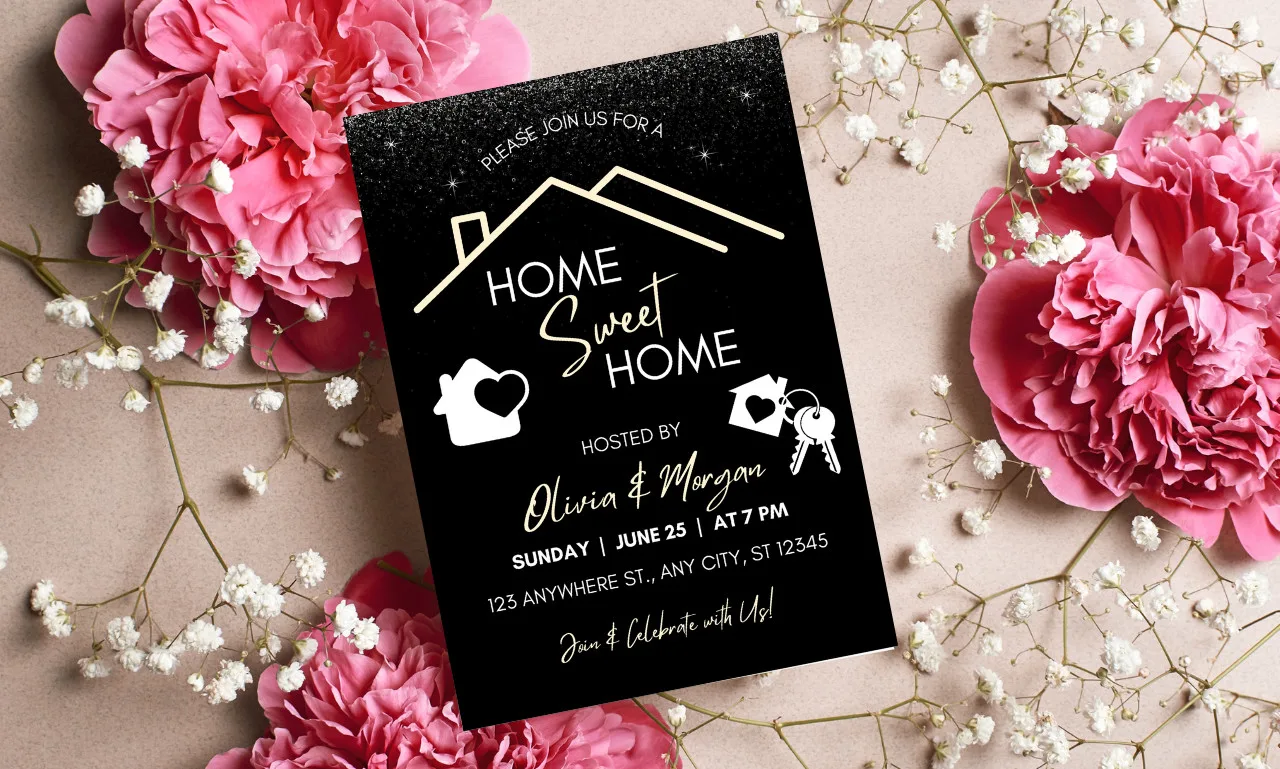 PLEASE JOIN US FOR A
HOME
Sweet
HOME
HOSTED BY
Olivia & Morgan
SUNDAY | JUNE 25 | AT 7 PM
123 ANYWHERE ST., ANY CITY, ST 12345
Join & Celebrate with Us!